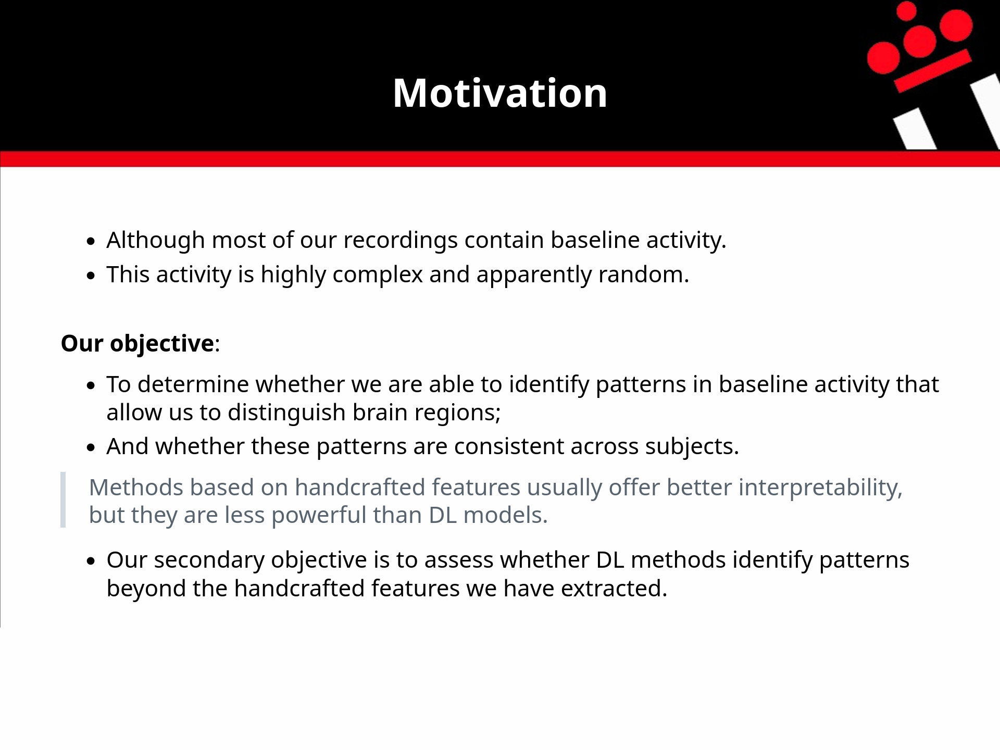 Motivation
• Although most of our recordings contain baseline activity.
• This activity is highly complex and apparently random.
Our objective:
• To determine whether we are able to identify patterns in baseline activity that
allow us to distinguish brain regions;
• And whether these patterns are consistent across subjects.
Methods based on handcrafted features usually offer better interpretability,
but they are less powerful than DL models.
• Our secondary objective is to assess whether DL methods identify patterns
beyond the handcrafted features we have extracted.